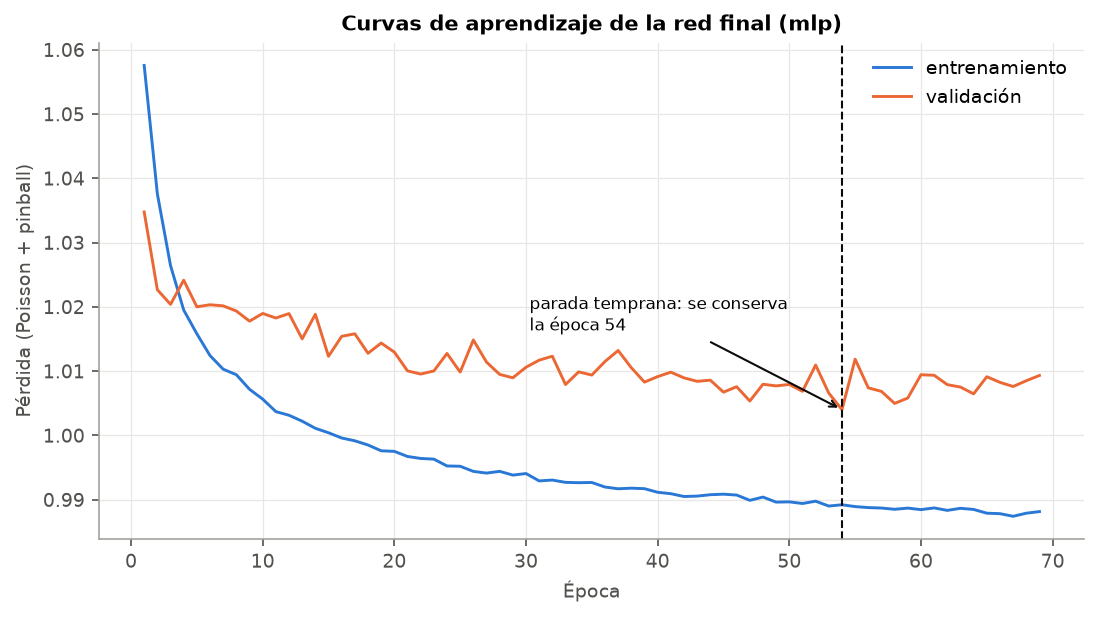 Curvas de aprendizaje de la red final (mlp)
entrenamiento
validación
parada temprana: se conserva
la época 54
Pérdida (Poisson + pinball)
1.06
1.05
1.04
1.03
1.02
1.01
1.00
0.99
0 10 20 30 40 50 60 70
Época